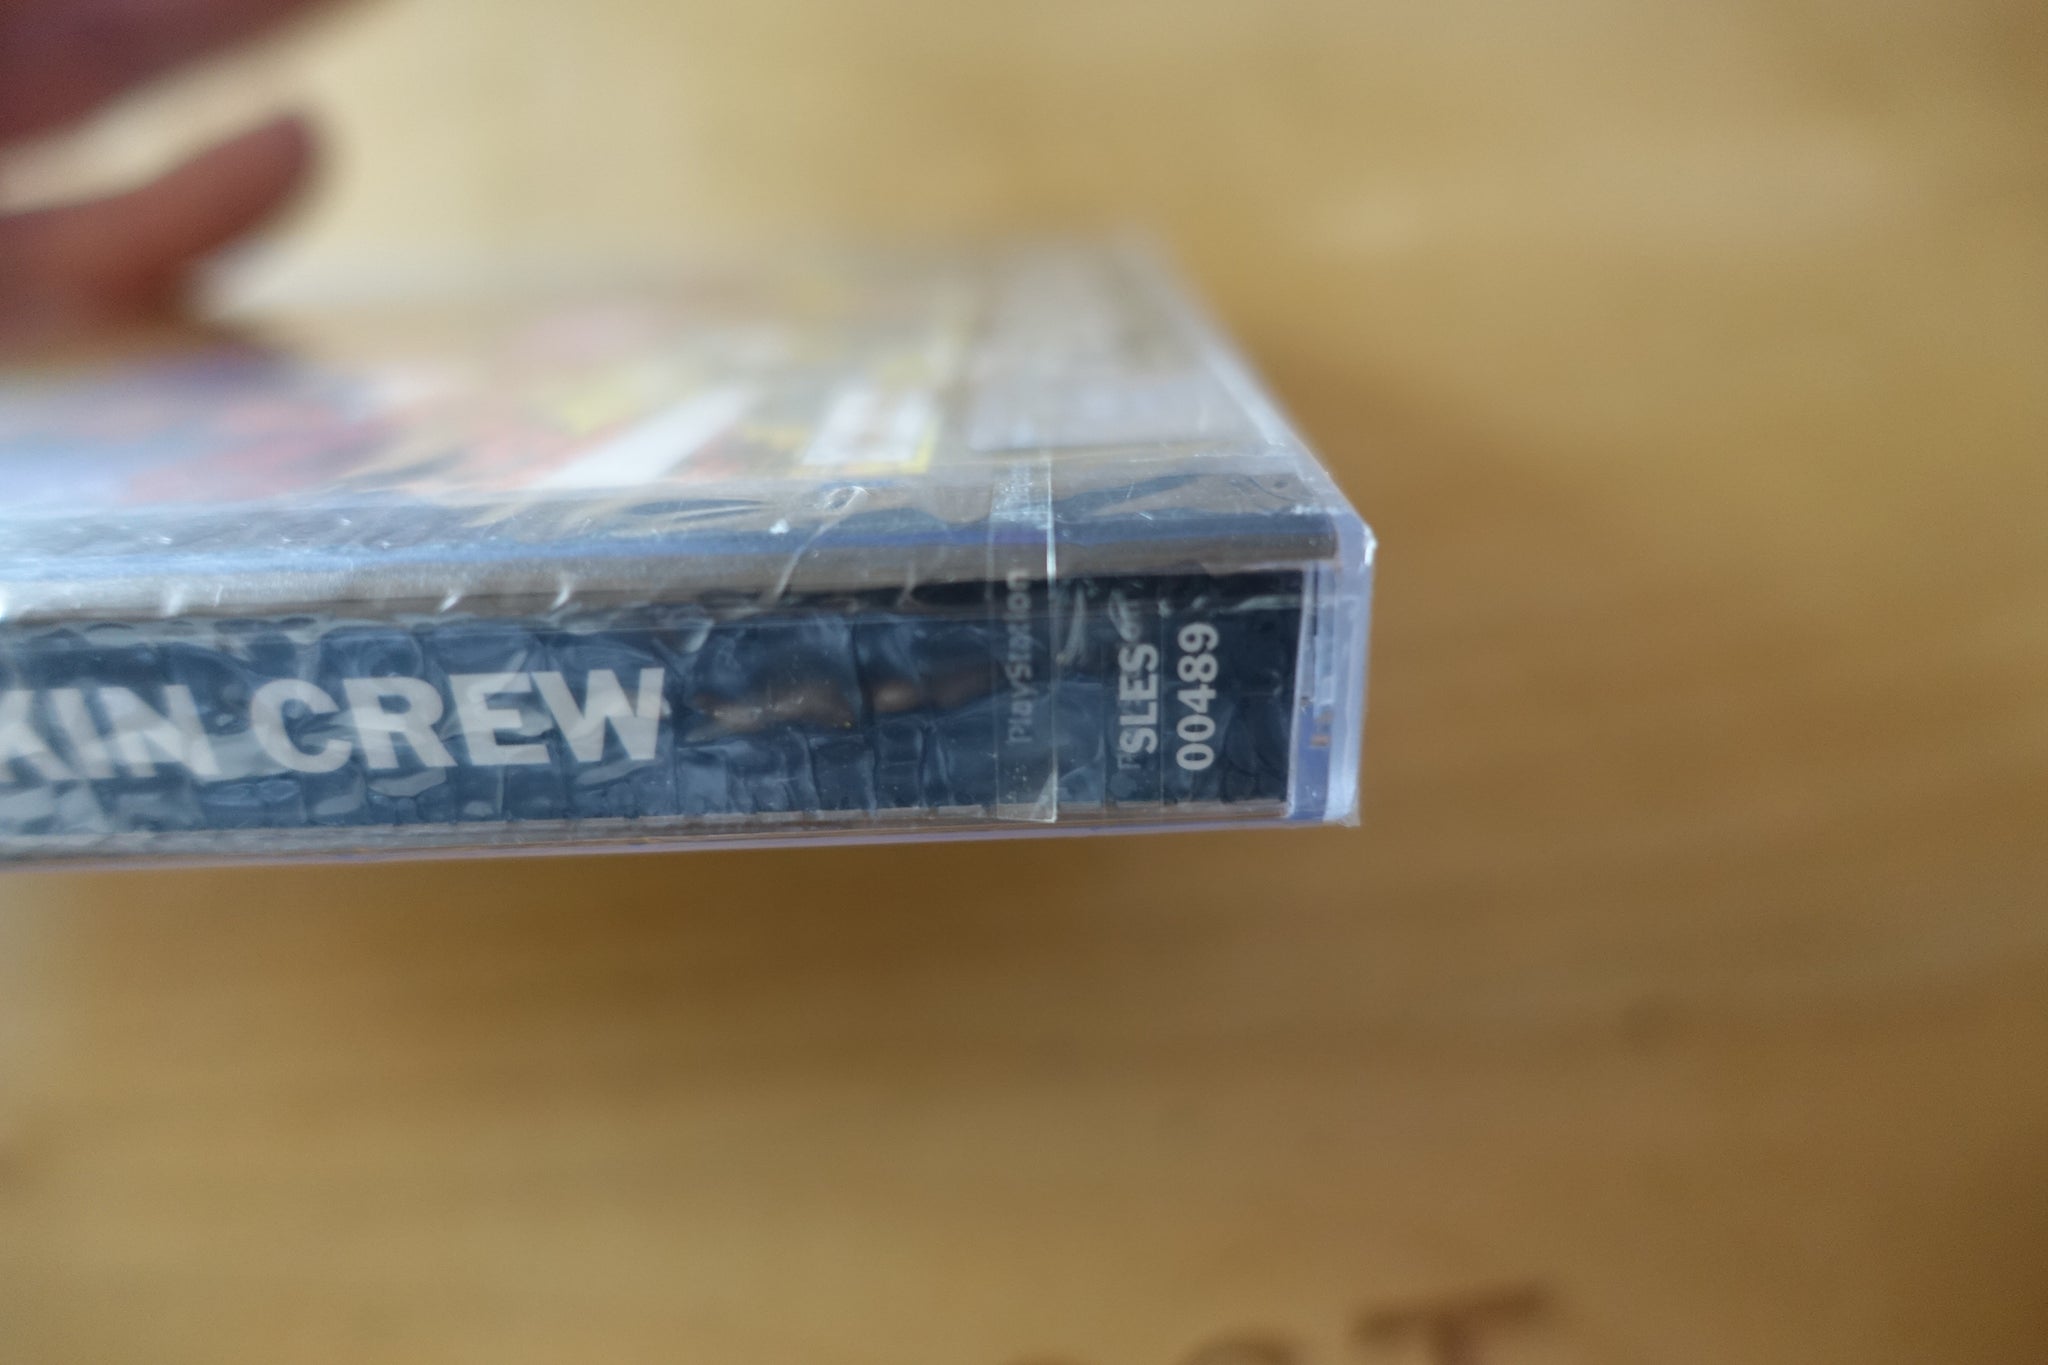 KIN CREW
PlayStation
SLES
00489